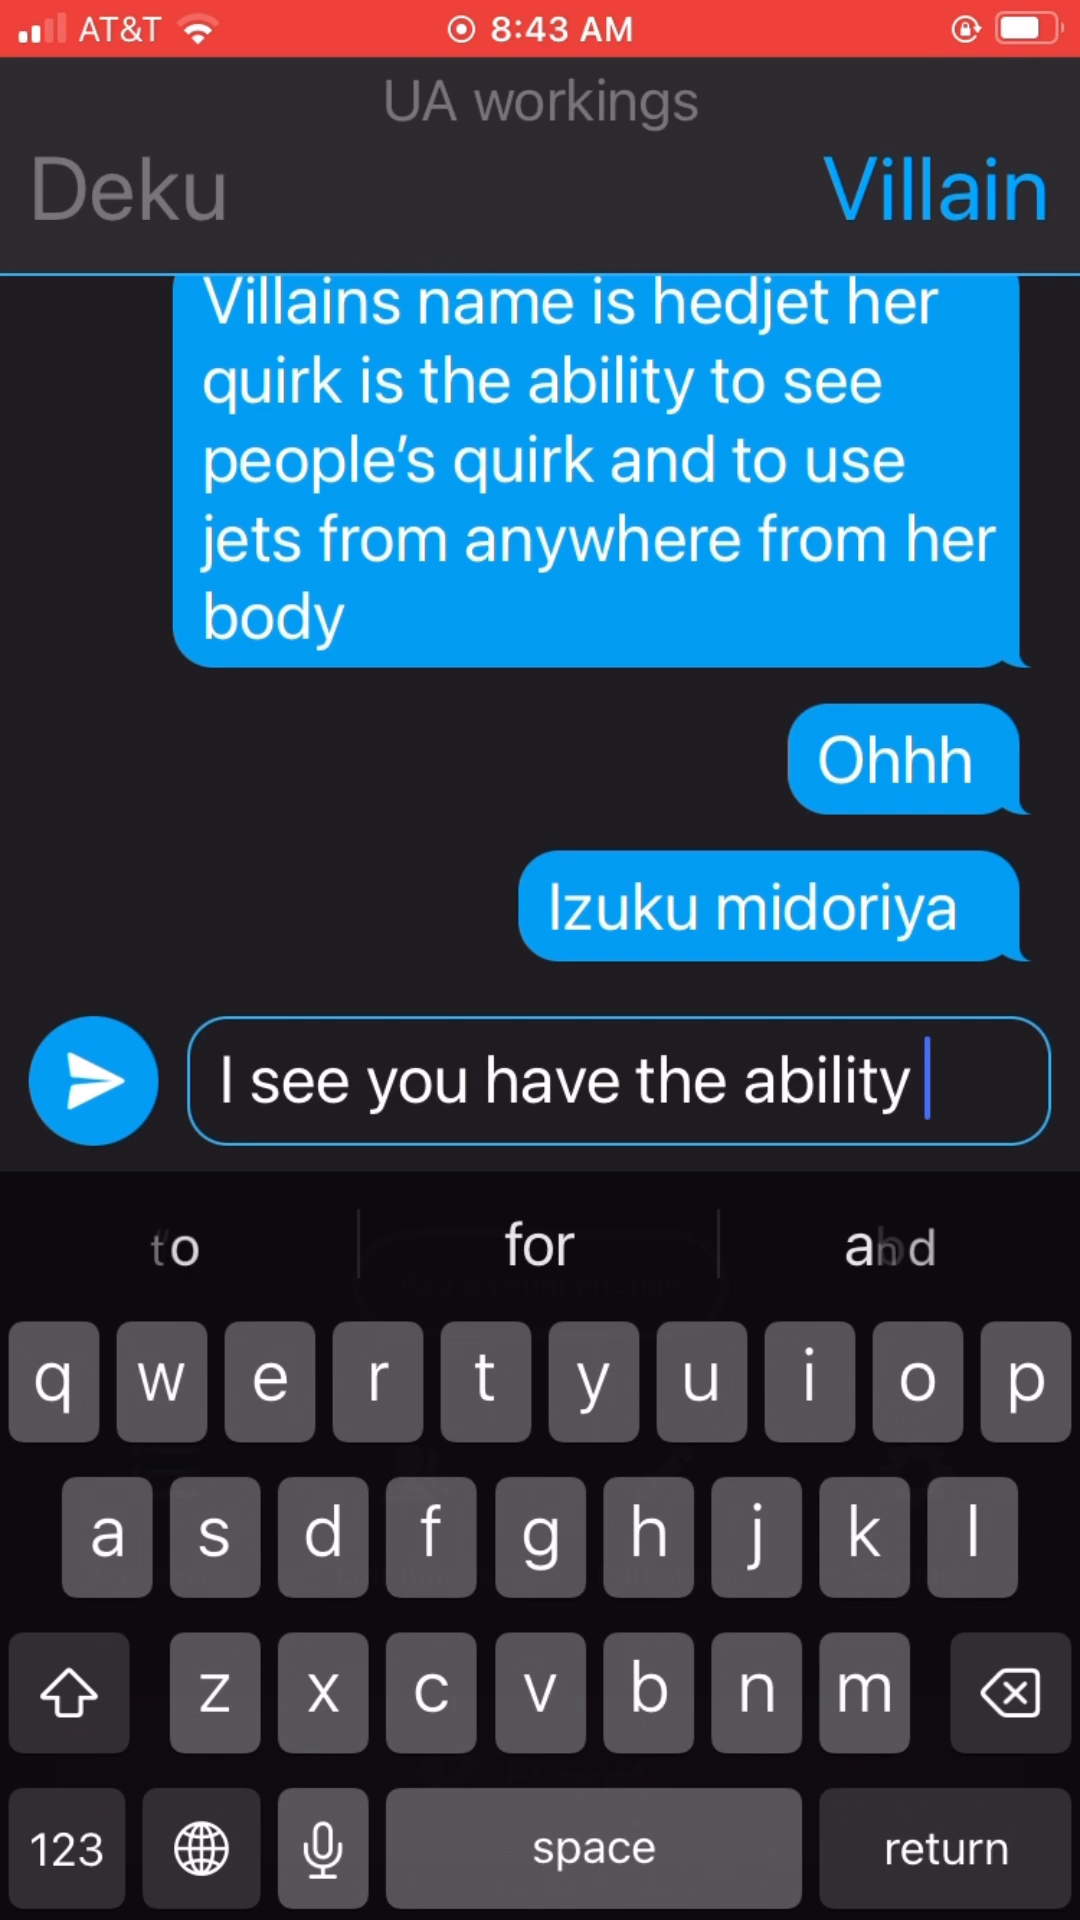 AT&T 8:43 AM
UA workings
Deku Villain
Villains name is hedjet her
quirk is the ability to see
people’s quirk and to use
jets from anywhere from her
body
Ohhh
Izuku midoriya
I see you have the ability
to for and
q w e r t y u i o p
a s d f g h j k l
z x c v b n m
123 space return